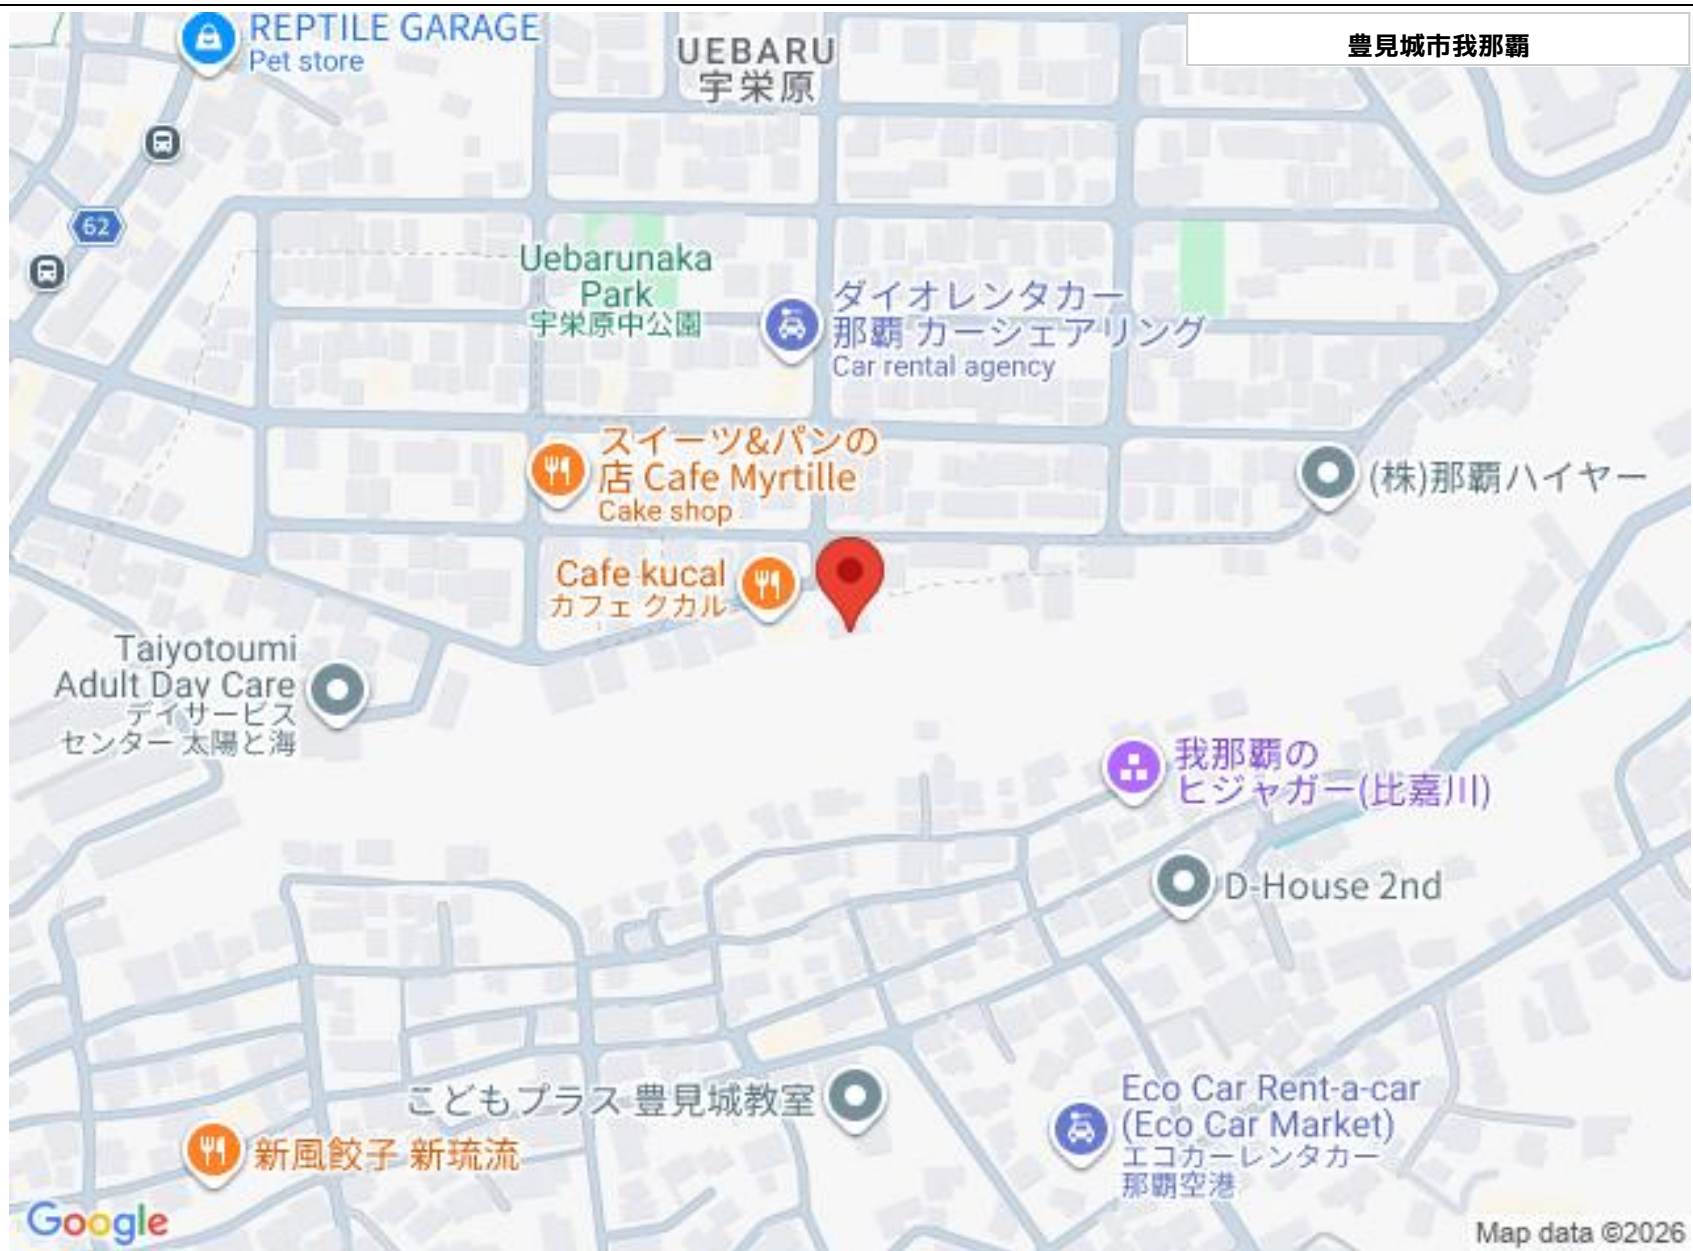 REPTILE GARAGE
Pet store
UEBARU
宇栄原
豊見城市我那覇
62
Uebarunaka
Park
宇栄原中公園
ダイオレンタカー
那覇 カーシェアリング
Car rental agency
スイーツ&パンの
店 Cafe Myrtille
Cake shop
(株)那覇ハイヤー
Cafe kucal
カフェ クカル
Taiyotoumi
Adult Day Care
デイサービス
センター 太陽と海
我那覇の
ヒジャガー(比嘉川)
D-House 2nd
こどもプラス 豊見城教室
Eco Car Rent-a-car
(Eco Car Market)
エコカーレンタカー
那覇空港
新風餃子 新琉流
Google
Map data ©2026